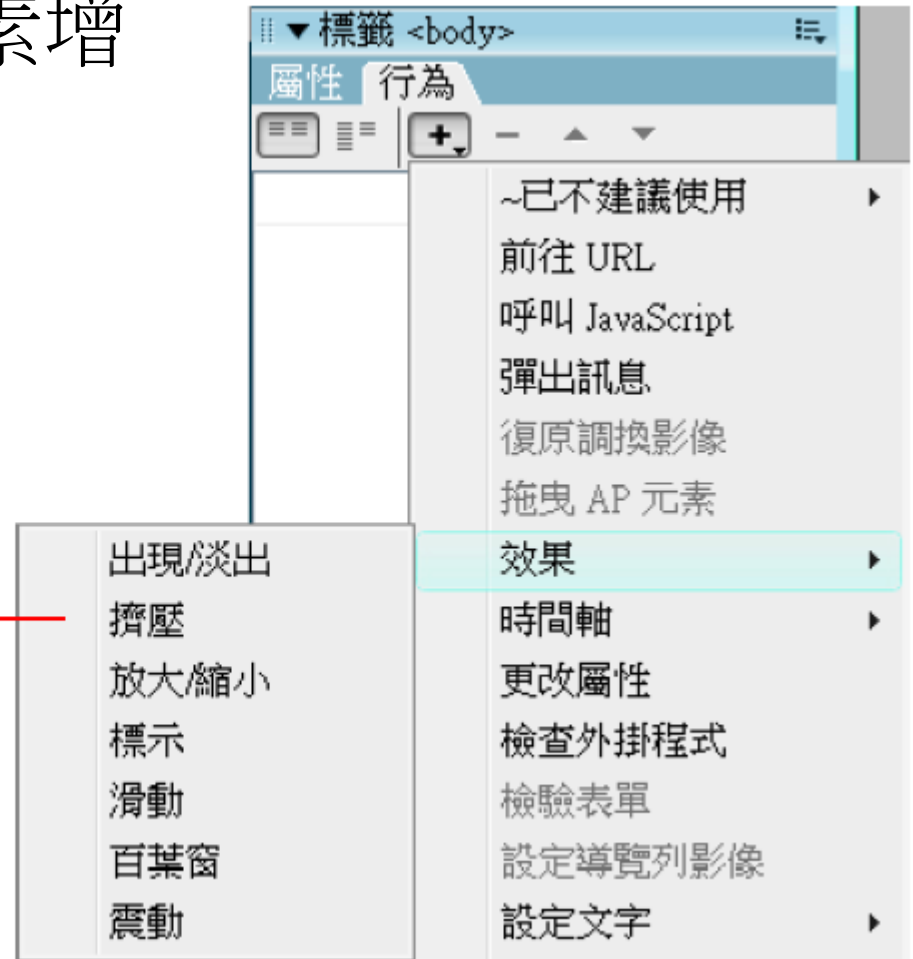 素增
▼標籤 <body>
屬性 行為
~已不建議使用
前往 URL
呼叫 JavaScript
彈出訊息
復原調換影像
拖曳 AP 元素
效果
時間軸
更改屬性
檢查外掛程式
檢驗表單
設定導覽列影像
設定文字
出現/淡出
擠壓
放大/縮小
標示
滑動
百葉窗
震動